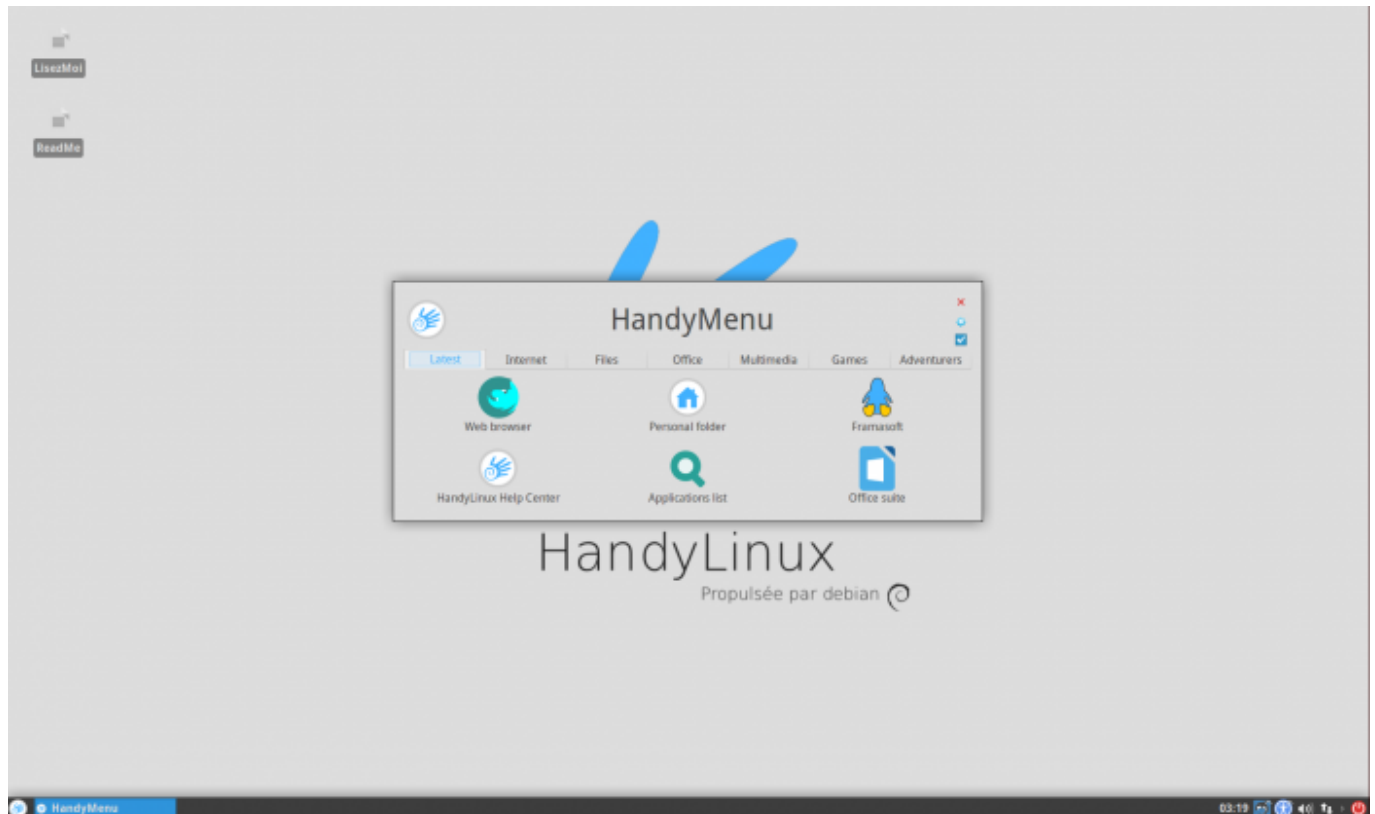 LisezMoi
ReadMe
HandyMenu
Latest Internet Files Office Multimedia Games Adventurers
Web browser Personal folder Framasoft
HandyLinux Help Center Applications list Office suite
HandyLinux
Propulsée par debian
HandyMenu 03:19